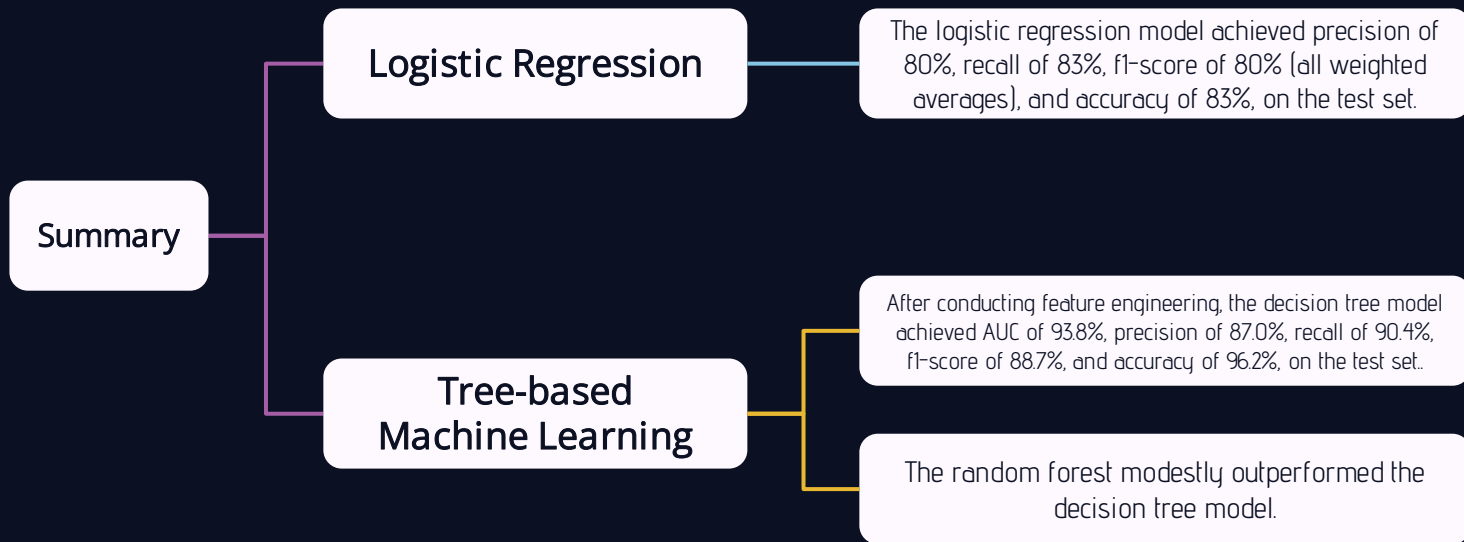 Summary
Logistic Regression
The logistic regression model achieved precision of
80%, recall of 83%, f1-score of 80% (all weighted
averages), and accuracy of 83%, on the test set.
Tree-based
Machine Learning
After conducting feature engineering, the decision tree model
achieved AUC of 93.8%, precision of 87.0%, recall of 90.4%,
f1-score of 88.7%, and accuracy of 96.2%, on the test set..
The random forest modestly outperformed the
decision tree model.